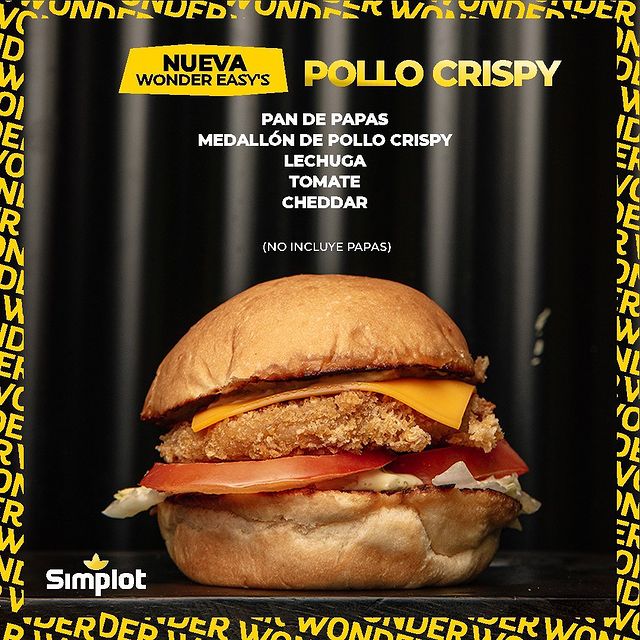 NUEVA
WONDER EASY'S
POLLO CRISPY
PAN DE PAPAS
MEDALLÓN DE POLLO CRISPY
LECHUGA
TOMATE
CHEDDAR
(NO INCLUYE PAPAS)
Simplot